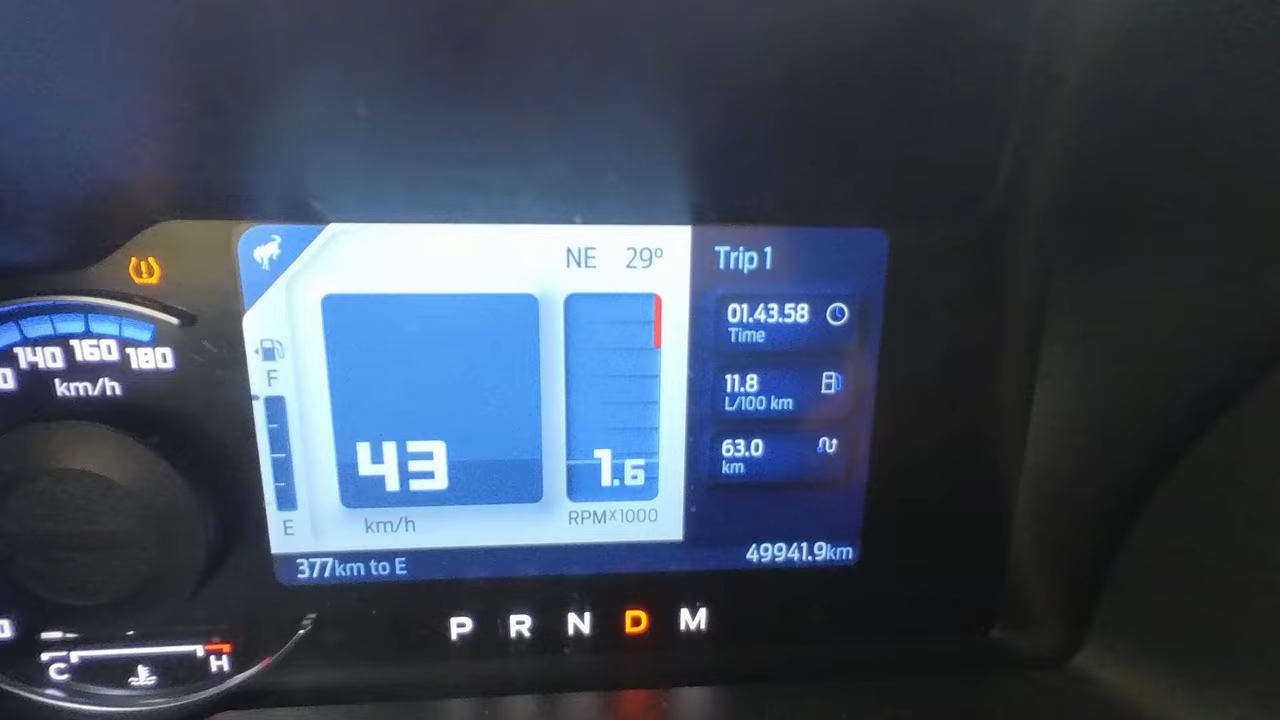 NE 29º
Trip 1
01.43.58
Time
140 160 180
km/h
F
11.8
L/100 km
43
1.6
63.0
km
E
km/h
RPMx1000
377km to E
49941.9km
P R N D M
C H